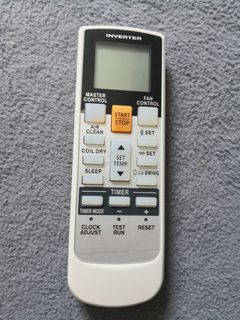 INVERTER
MASTER
CONTROL
FAN
CONTROL
START
STOP
AIR
CLEAN
SET
COIL DRY
SET
TEMP.
SET
SLEEP
SWING
TIMER
TIMER MODE
−
+
CLOCK
ADJUST
TEST
RUN
RESET